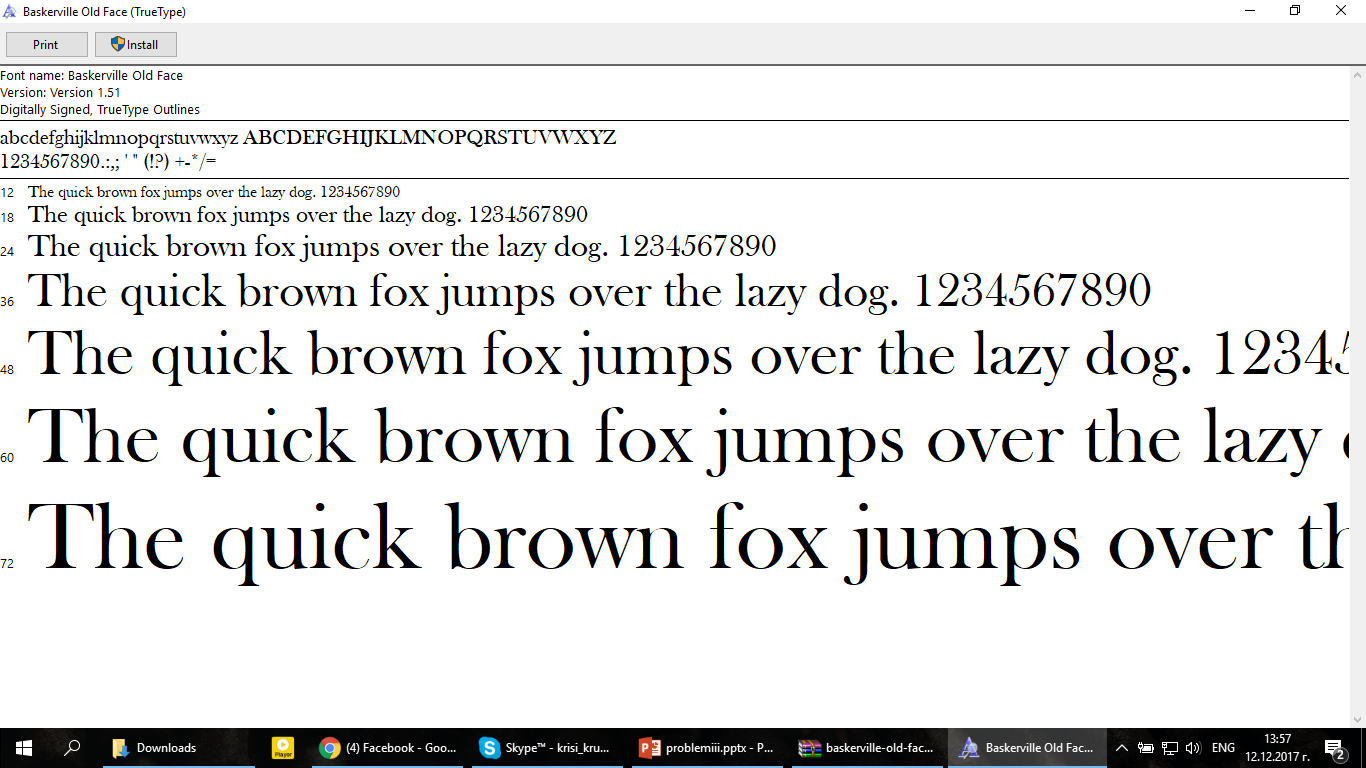 Baskerville Old Face (TrueType)
Print Install
Font name: Baskerville Old Face
Version: Version 1.51
Digitally Signed, TrueType Outlines
abcdefghijklmnopqrstuvwxyz ABCDEFGHIJKLMNOPQRSTUVWXYZ
1234567890.:,; ' " (!?) +-*/=
12 The quick brown fox jumps over the lazy dog. 1234567890
18 The quick brown fox jumps over the lazy dog. 1234567890
24 The quick brown fox jumps over the lazy dog. 1234567890
36 The quick brown fox jumps over the lazy dog. 1234567890
48 The quick brown fox jumps over the lazy dog. 12345
60 The quick brown fox jumps over the lazy
72 The quick brown fox jumps over th
Downloads Player (4) Facebook - Goo... Skype™ - krisi_kru... problemiii.pptx - P... baskerville-old-fac... Baskerville Old Fac... ENG 13:57
12.12.2017 г. 2